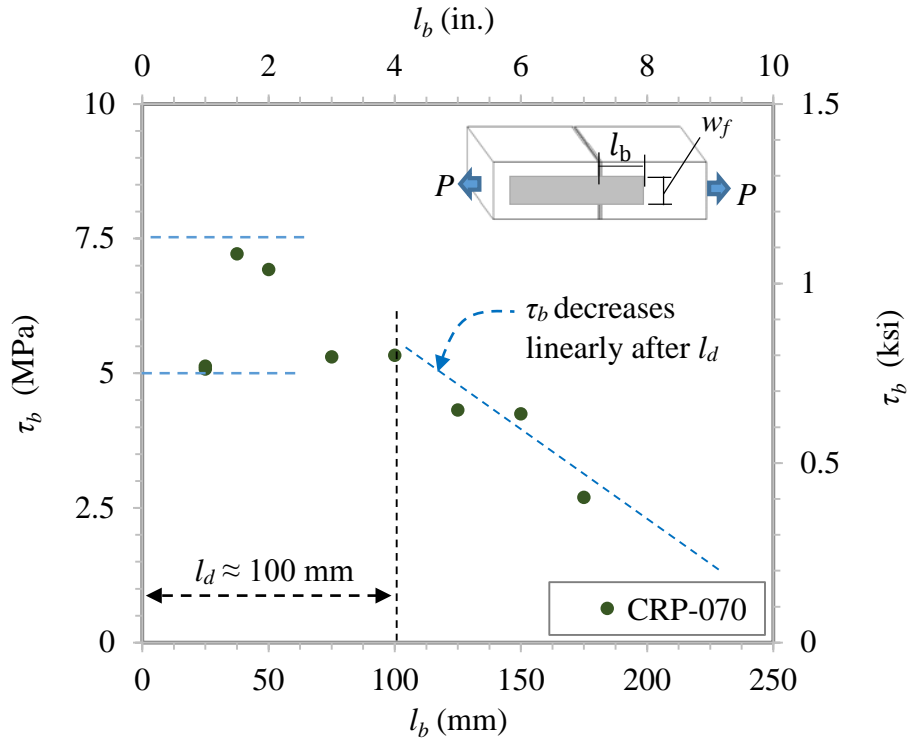 l_b (in.)
0 2 4 6 8 10
10
7.5
5
2.5
0
τ_b (MPa)
1.5
1
0.5
0
τ_b (ksi)
w_f
l_b
P
P
τ_b decreases
linearly after l_d
l_d ≈ 100 mm
CRP-070
0 50 100 150 200 250
l_b (mm)